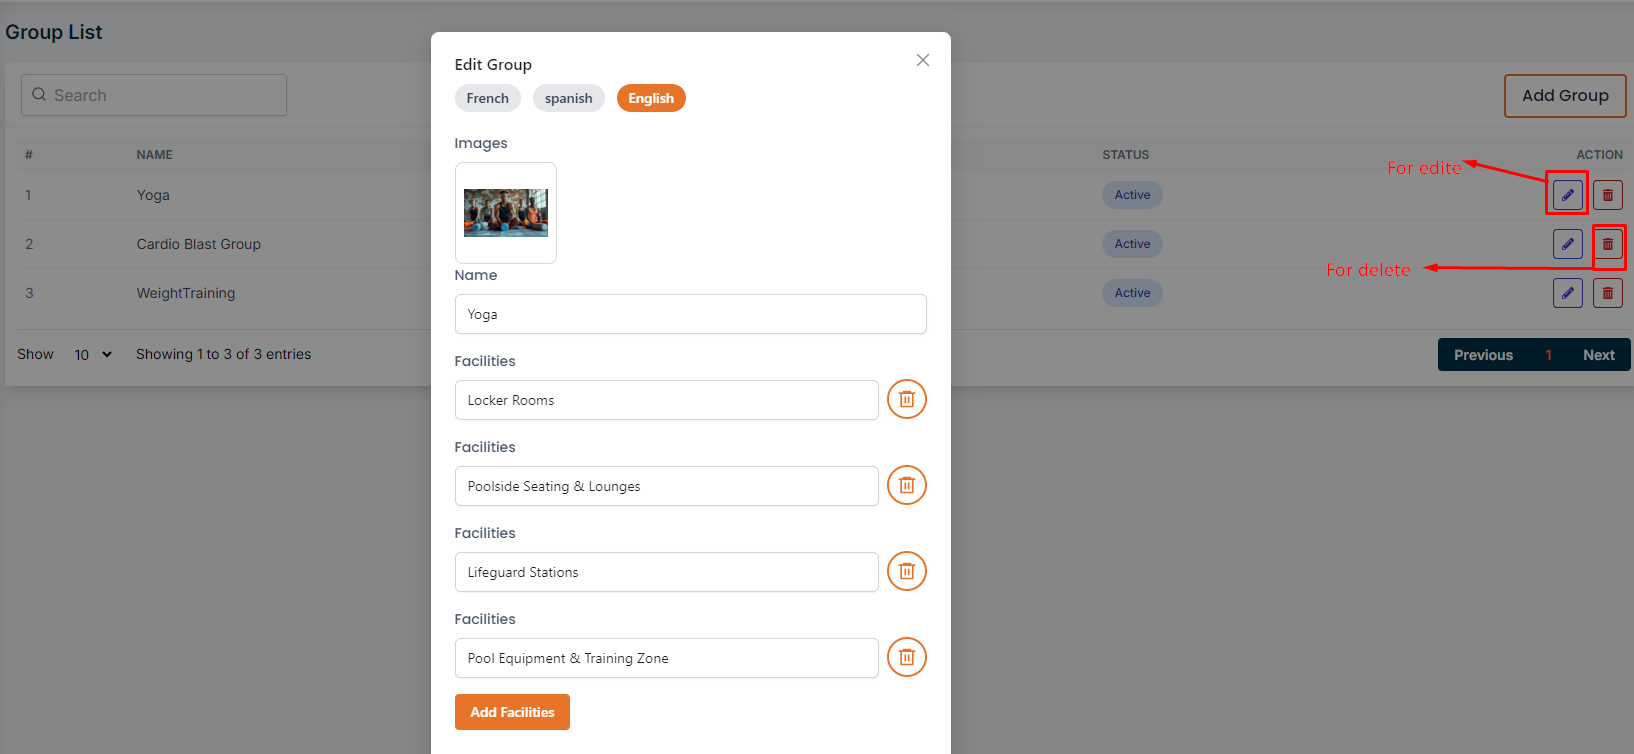 Group List
Search
Add Group
# NAME STATUS ACTION
1 Yoga Active
For edite
2 Cardio Blast Group Active
For delete
3 WeightTraining Active
Show 10 Showing 1 to 3 of 3 entries
Previous 1 Next
Edit Group
French spanish English
Images
Name
Yoga
Facilities
Locker Rooms
Facilities
Poolside Seating & Lounges
Facilities
Lifeguard Stations
Facilities
Pool Equipment & Training Zone
Add Facilities